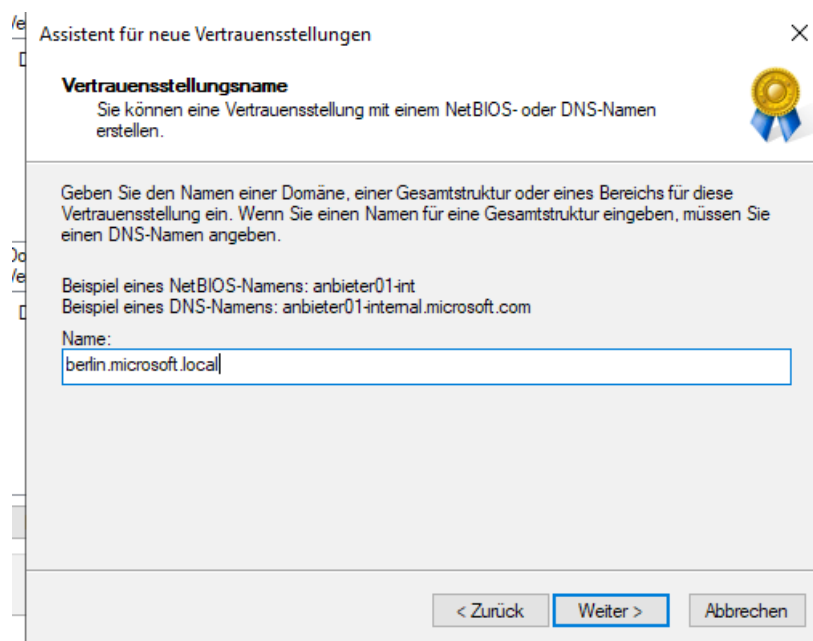 Assistent für neue Vertrauensstellungen
Vertrauensstellungsname
Sie können eine Vertrauensstellung mit einem NetBIOS- oder DNS-Namen
erstellen.
Geben Sie den Namen einer Domäne, einer Gesamtstruktur oder eines Bereichs für diese
Vertrauensstellung ein. Wenn Sie einen Namen für eine Gesamtstruktur eingeben, müssen Sie
einen DNS-Namen angeben.
Beispiel eines NetBIOS-Namens: anbieter01-int
Beispiel eines DNS-Namens: anbieter01-internal.microsoft.com
Name:
berlin.microsoft.local
< Zurück Weiter > Abbrechen